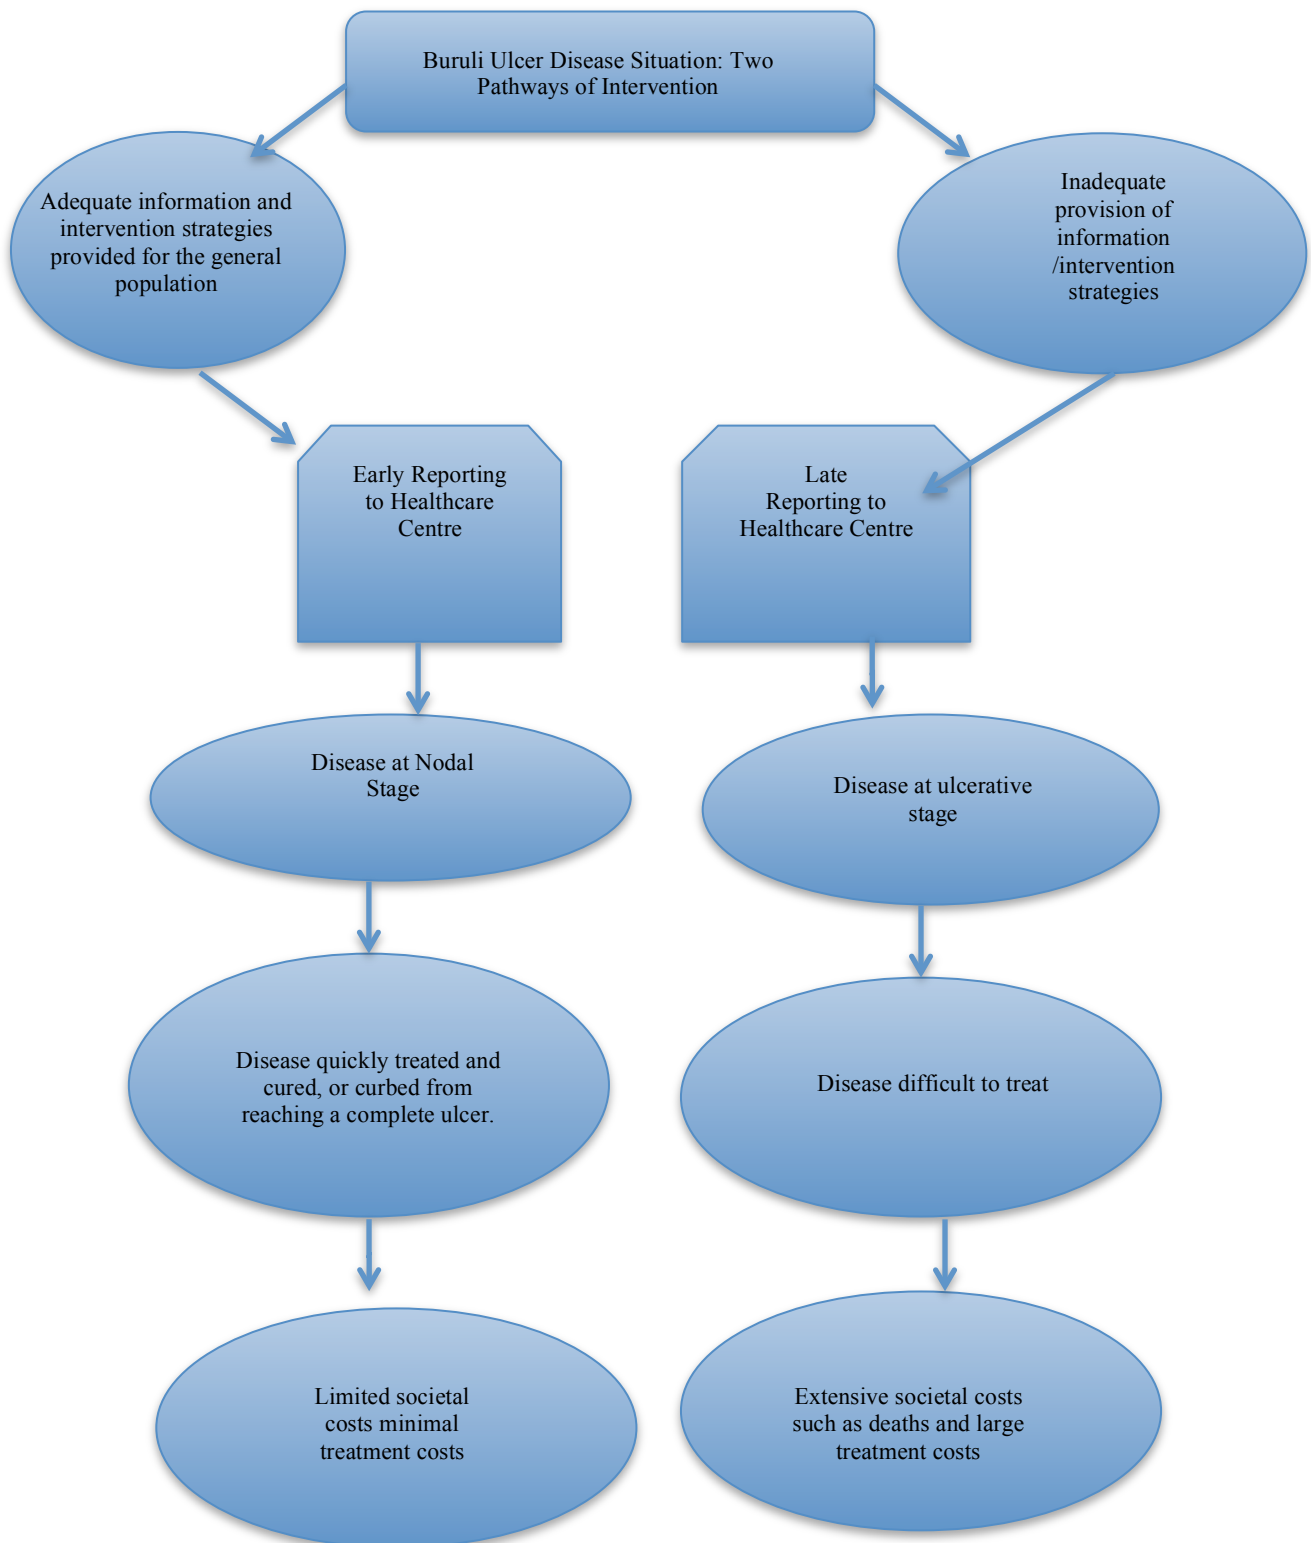 Buruli Ulcer Disease Situation: Two
Pathways of Intervention
Adequate information and
intervention strategies
provided for the general
population
Inadequate
provision of
information
/intervention
strategies
Early Reporting
to Healthcare
Centre
Late
Reporting to
Healthcare Centre
Disease at Nodal
Stage
Disease at ulcerative
stage
Disease quickly treated and
cured, or curbed from
reaching a complete ulcer.
Disease difficult to treat
Limited societal
costs minimal
treatment costs
Extensive societal costs
such as deaths and large
treatment costs